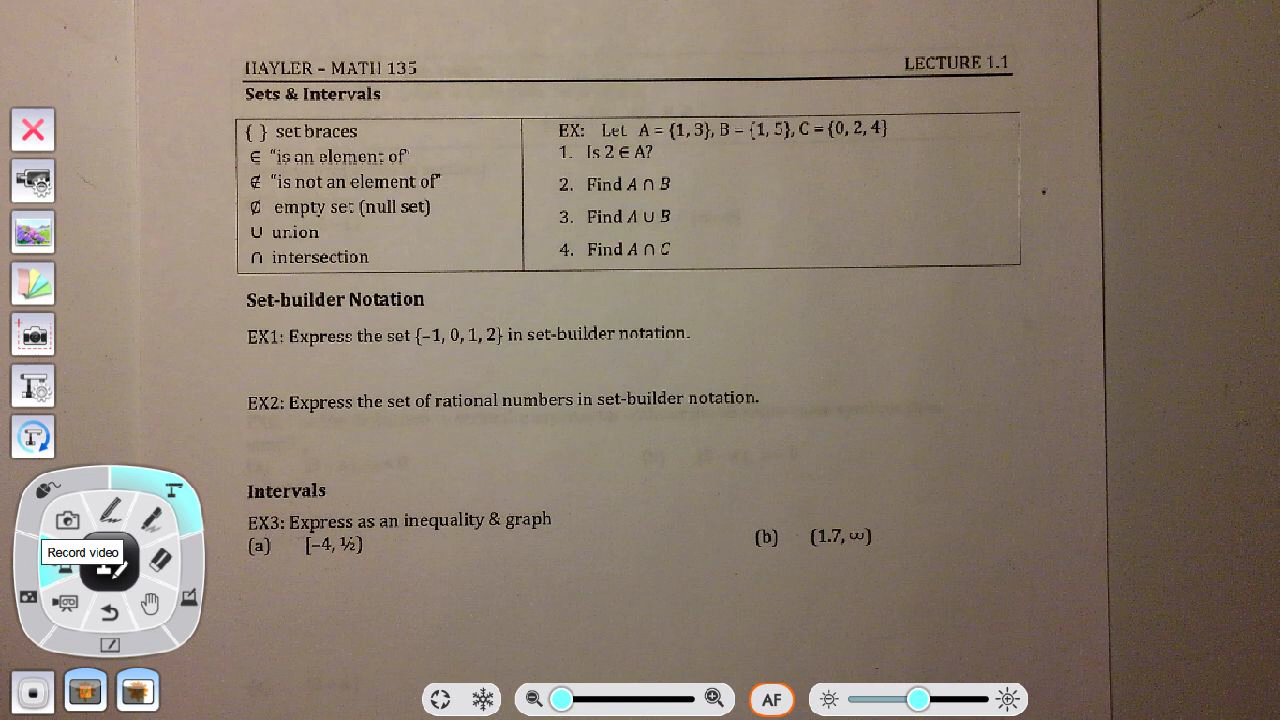 HAYLER – MATH 135 LECTURE 1.1
Sets & Intervals
{ } set braces
∈ "is an element of"
∉ "is not an element of"
∅ empty set (null set)
∪ union
∩ intersection
EX: Let A = {1, 3}, B = {1, 5}, C = {0, 2, 4}
1. Is 2 ∈ A?
2. Find A ∩ B
3. Find A ∪ B
4. Find A ∩ C
Set-builder Notation
EX1: Express the set {−1, 0, 1, 2} in set-builder notation.
EX2: Express the set of rational numbers in set-builder notation.
Intervals
EX3: Express as an inequality & graph
(a) [−4, ½) (b) (1.7, ∞)
Record video
AF